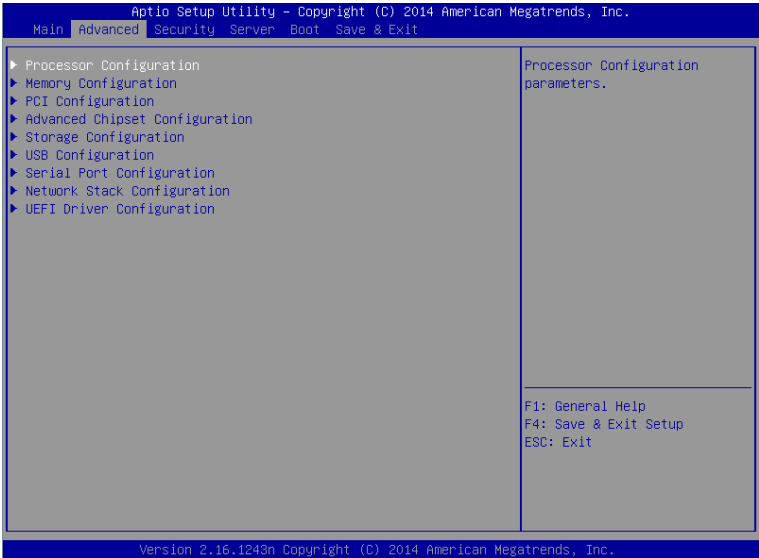 Aptio Setup Utility – Copyright (C) 2014 American Megatrends, Inc.
Main Advanced Security Server Boot Save & Exit
Processor Configuration
Memory Configuration
PCI Configuration
Advanced Chipset Configuration
Storage Configuration
USB Configuration
Serial Port Configuration
Network Stack Configuration
UEFI Driver Configuration
Processor Configuration
parameters.
F1: General Help
F4: Save & Exit Setup
ESC: Exit
Version 2.16.1243n Copyright (C) 2014 American Megatrends, Inc.